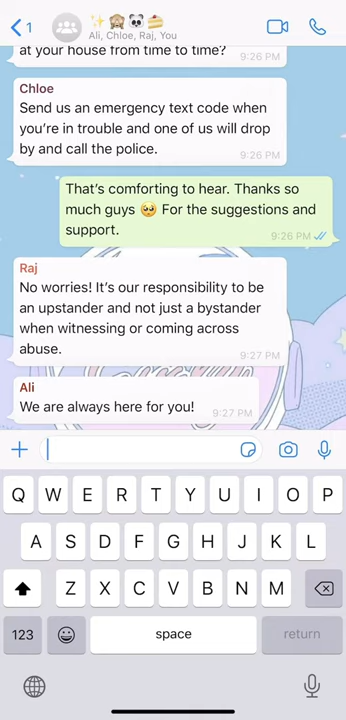 1
✨🙈🐼🍰
Ali, Chloe, Raj, You
at your house from time to time?
9:26 PM
Chloe
Send us an emergency text code when
you're in trouble and one of us will drop
by and call the police.
9:26 PM
That's comforting to hear. Thanks so
much guys 🥺 For the suggestions and
support.
9:26 PM
Raj
No worries! It's our responsibility to be
an upstander and not just a bystander
when witnessing or coming across
abuse.
9:27 PM
Ali
We are always here for you!
9:27 PM
Q W E R T Y U I O P
A S D F G H J K L
Z X C V B N M
123 space return